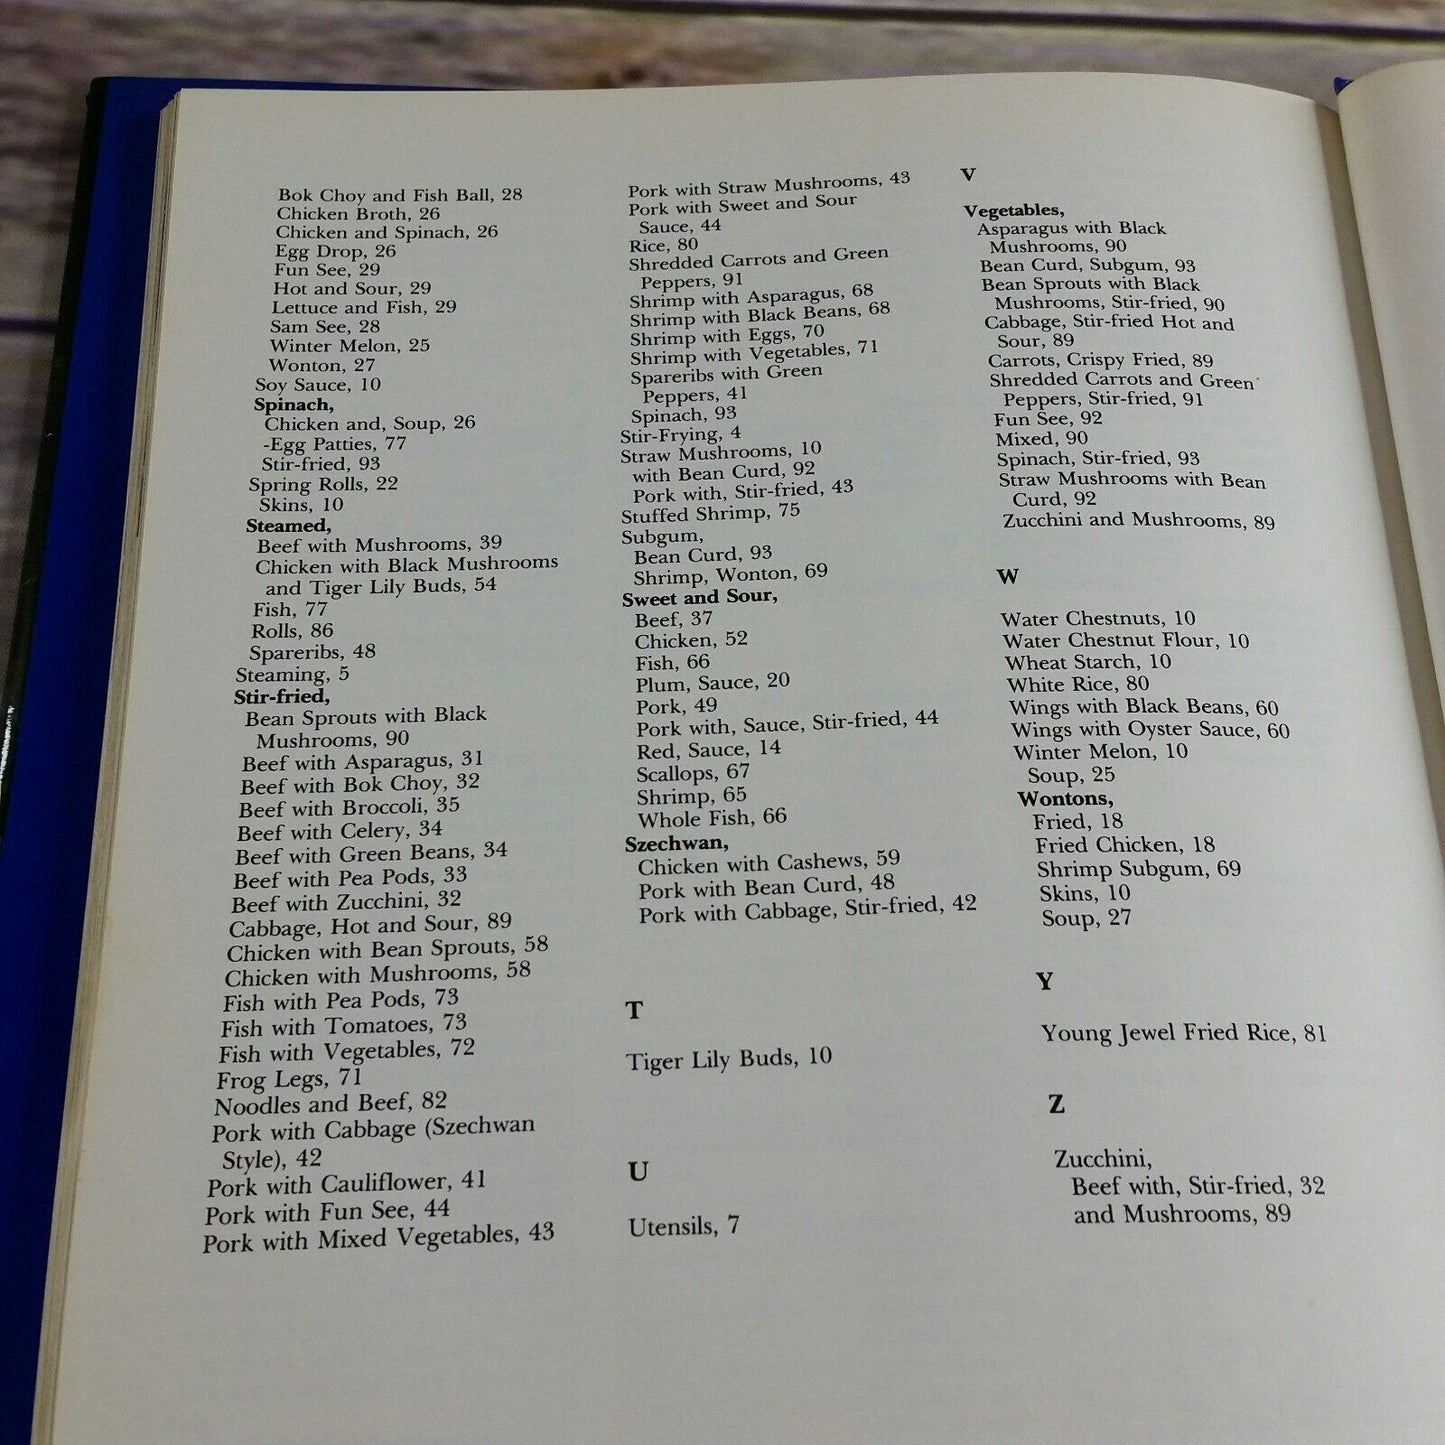 Bok Choy and Fish Ball, 28
Chicken Broth, 26
Chicken and Spinach, 26
Egg Drop, 26
Fun See, 29
Hot and Sour, 29
Lettuce and Fish, 29
Sam See, 28
Winter Melon, 25
Wonton, 27
Soy Sauce, 10
Spinach,
Chicken and, Soup, 26
-Egg Patties, 77
Stir-fried, 93
Spring Rolls, 22
Skins, 10
Steamed,
Beef with Mushrooms, 39
Chicken with Black Mushrooms
and Tiger Lily Buds, 54
Fish, 77
Rolls, 86
Spareribs, 48
Steaming, 5
Stir-fried,
Bean Sprouts with Black
Mushrooms, 90
Beef with Asparagus, 31
Beef with Bok Choy, 32
Beef with Broccoli, 35
Beef with Celery, 34
Beef with Green Beans, 34
Beef with Pea Pods, 33
Beef with Zucchini, 32
Cabbage, Hot and Sour, 89
Chicken with Bean Sprouts, 58
Chicken with Mushrooms, 58
Fish with Pea Pods, 73
Fish with Tomatoes, 73
Fish with Vegetables, 72
Frog Legs, 71
Noodles and Beef, 82
Pork with Cabbage (Szechwan
Style), 42
Pork with Cauliflower, 41
Pork with Fun See, 44
Pork with Mixed Vegetables, 43
Pork with Straw Mushrooms, 43
Pork with Sweet and Sour
Sauce, 44
Rice, 80
Shredded Carrots and Green
Peppers, 91
Shrimp with Asparagus, 68
Shrimp with Black Beans, 68
Shrimp with Eggs, 70
Shrimp with Vegetables, 71
Spareribs with Green
Peppers, 41
Spinach, 93
Stir-Frying, 4
Straw Mushrooms, 10
with Bean Curd, 92
Pork with, Stir-fried, 43
Stuffed Shrimp, 75
Subgum,
Bean Curd, 93
Shrimp, Wonton, 69
Sweet and Sour,
Beef, 37
Chicken, 52
Fish, 66
Plum, Sauce, 20
Pork, 49
Pork with, Sauce, Stir-fried, 44
Red, Sauce, 14
Scallops, 67
Shrimp, 65
Whole Fish, 66
Szechwan,
Chicken with Cashews, 59
Pork with Bean Curd, 48
Pork with Cabbage, Stir-fried, 42
T
Tiger Lily Buds, 10
U
Utensils, 7
V
Vegetables,
Asparagus with Black
Mushrooms, 90
Bean Curd, Subgum, 93
Bean Sprouts with Black
Mushrooms, Stir-fried, 90
Cabbage, Stir-fried Hot and
Sour, 89
Carrots, Crispy Fried, 89
Shredded Carrots and Green
Peppers, Stir-fried, 91
Fun See, 92
Mixed, 90
Spinach, Stir-fried, 93
Straw Mushrooms with Bean
Curd, 92
Zucchini and Mushrooms, 89
W
Water Chestnuts, 10
Water Chestnut Flour, 10
Wheat Starch, 10
White Rice, 80
Wings with Black Beans, 60
Wings with Oyster Sauce, 60
Winter Melon, 10
Soup, 25
Wontons,
Fried, 18
Fried Chicken, 18
Shrimp Subgum, 69
Skins, 10
Soup, 27
Y
Young Jewel Fried Rice, 81
Z
Zucchini,
Beef with, Stir-fried, 32
and Mushrooms, 89